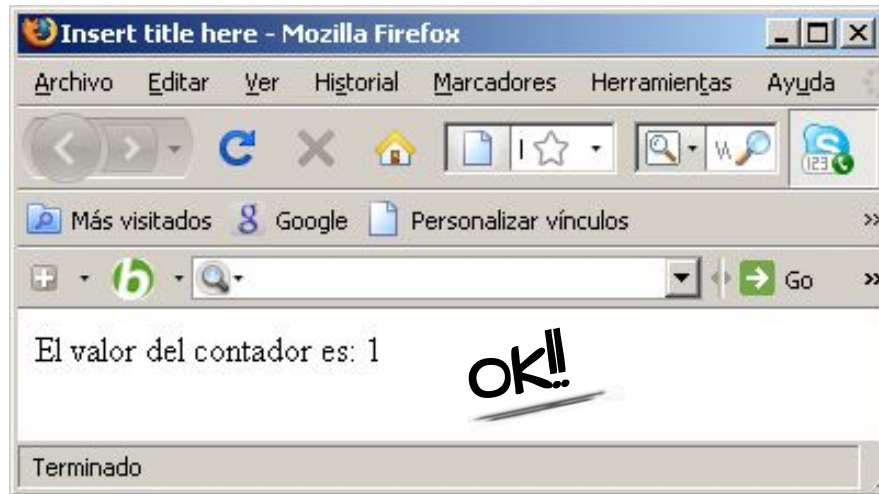 Insert title here - Mozilla Firefox
Archivo Editar Ver Historial Marcadores Herramientas Ayuda
123
Más visitados Google Personalizar vínculos »
Go »
El valor del contador es: 1
OK!!
Terminado